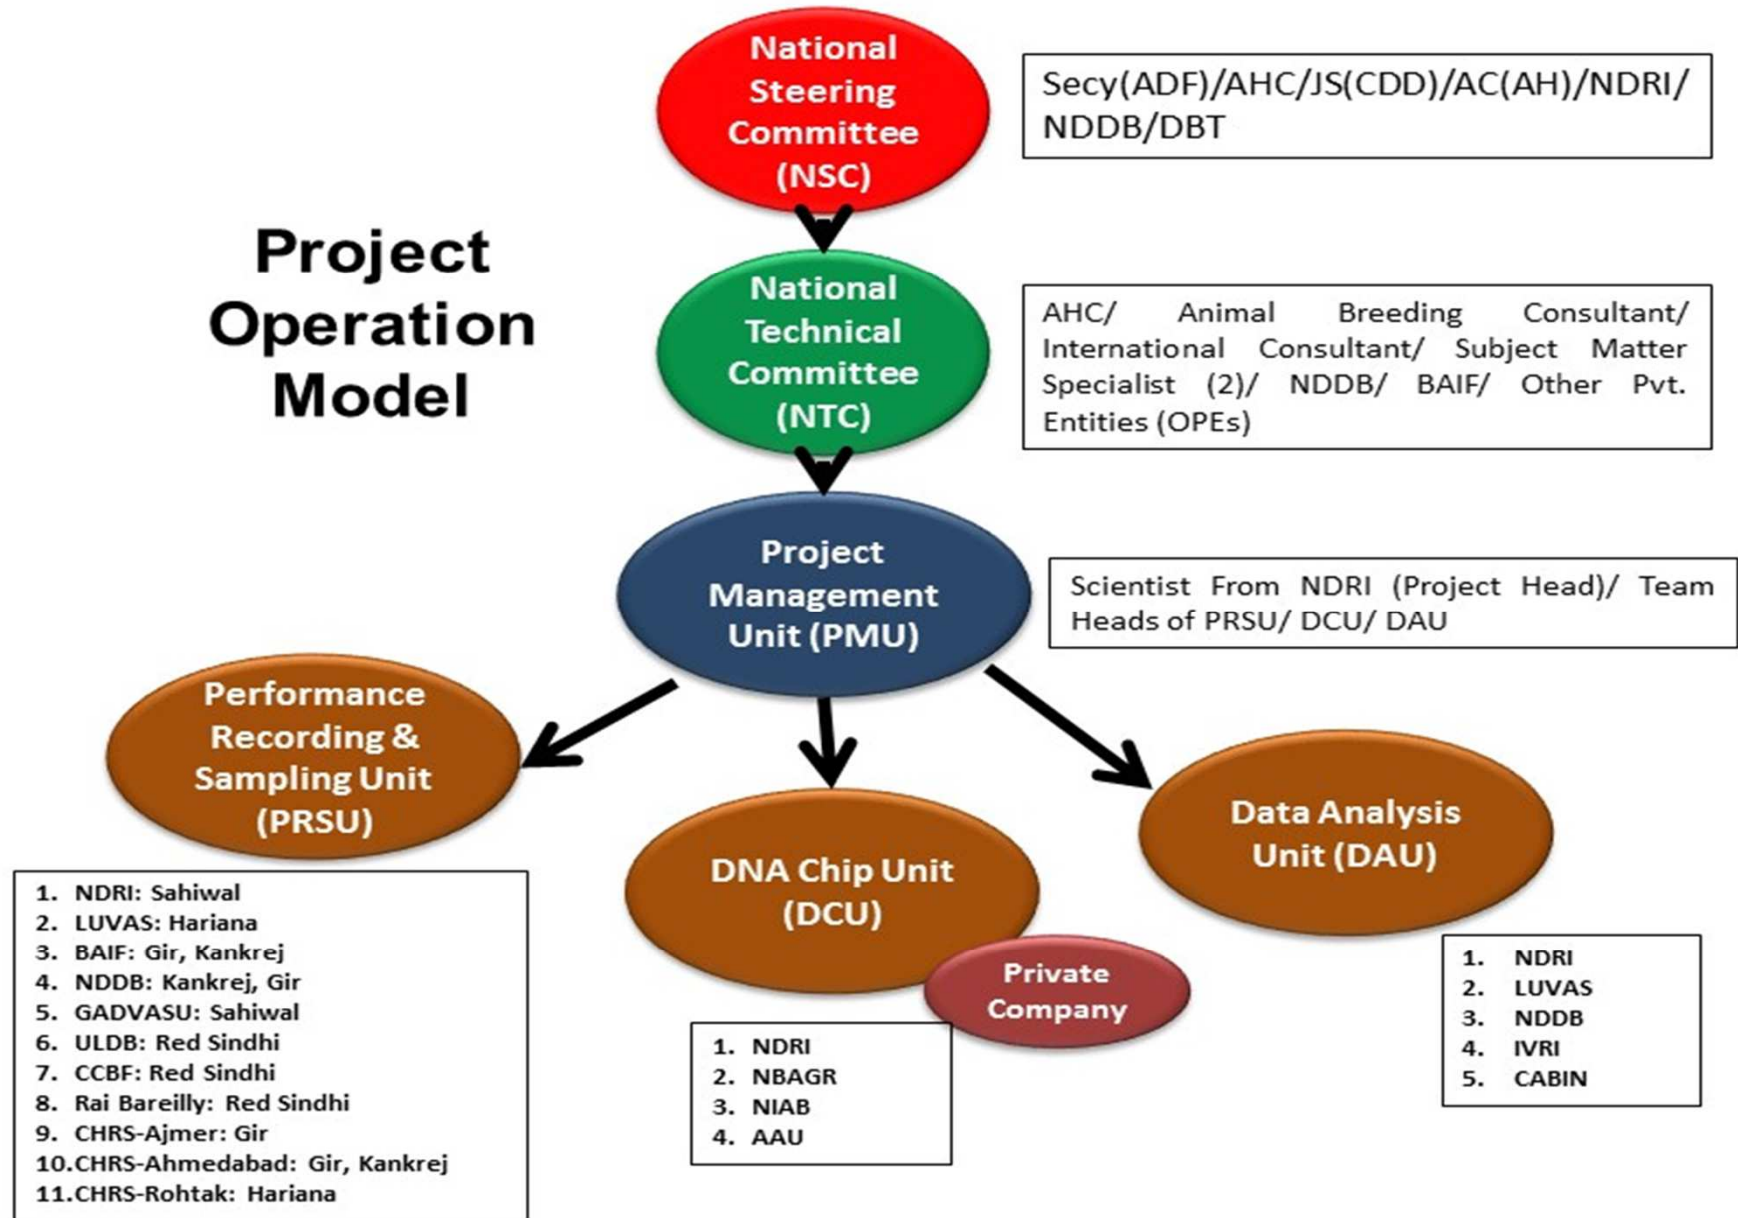 Project
Operation
Model
National
Steering
Committee
(NSC)
Secy(ADF)/AHC/JS(CDD)/AC(AH)/NDRI/
NDDB/DBT
National
Technical
Committee
(NTC)
AHC/ Animal Breeding Consultant/
International Consultant/ Subject Matter
Specialist (2)/ NDDB/ BAIF/ Other Pvt.
Entities (OPEs)
Project
Management
Unit (PMU)
Scientist From NDRI (Project Head)/ Team
Heads of PRSU/ DCU/ DAU
Performance
Recording &
Sampling Unit
(PRSU)
1. NDRI: Sahiwal
2. LUVAS: Hariana
3. BAIF: Gir, Kankrej
4. NDDB: Kankrej, Gir
5. GADVASU: Sahiwal
6. ULDB: Red Sindhi
7. CCBF: Red Sindhi
8. Rai Bareilly: Red Sindhi
9. CHRS-Ajmer: Gir
10.CHRS-Ahmedabad: Gir, Kankrej
11.CHRS-Rohtak: Hariana
DNA Chip Unit
(DCU)
Private
Company
1. NDRI
2. NBAGR
3. NIAB
4. AAU
Data Analysis
Unit (DAU)
1. NDRI
2. LUVAS
3. NDDB
4. IVRI
5. CABIN